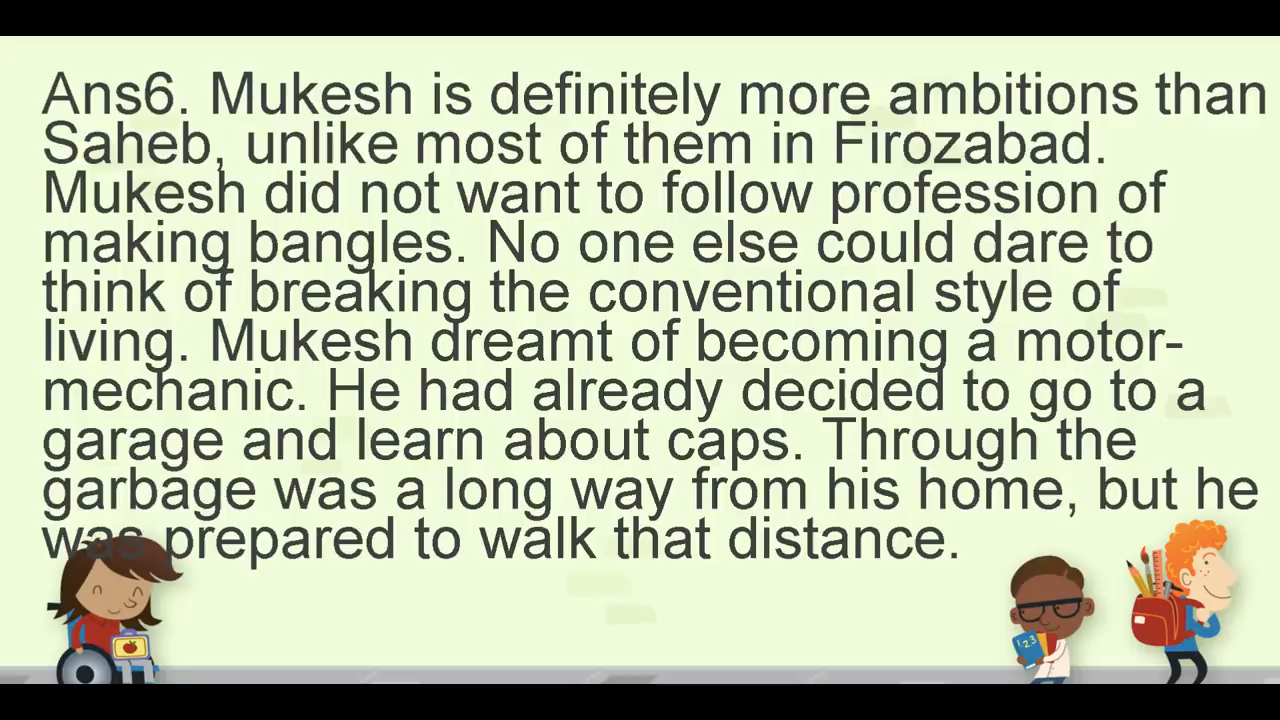 Ans6. Mukesh is definitely more ambitions than
Saheb, unlike most of them in Firozabad.
Mukesh did not want to follow profession of
making bangles. No one else could dare to
think of breaking the conventional style of
living. Mukesh dreamt of becoming a motor-
mechanic. He had already decided to go to a
garage and learn about caps. Through the
garbage was a long way from his home, but he
was prepared to walk that distance.
123